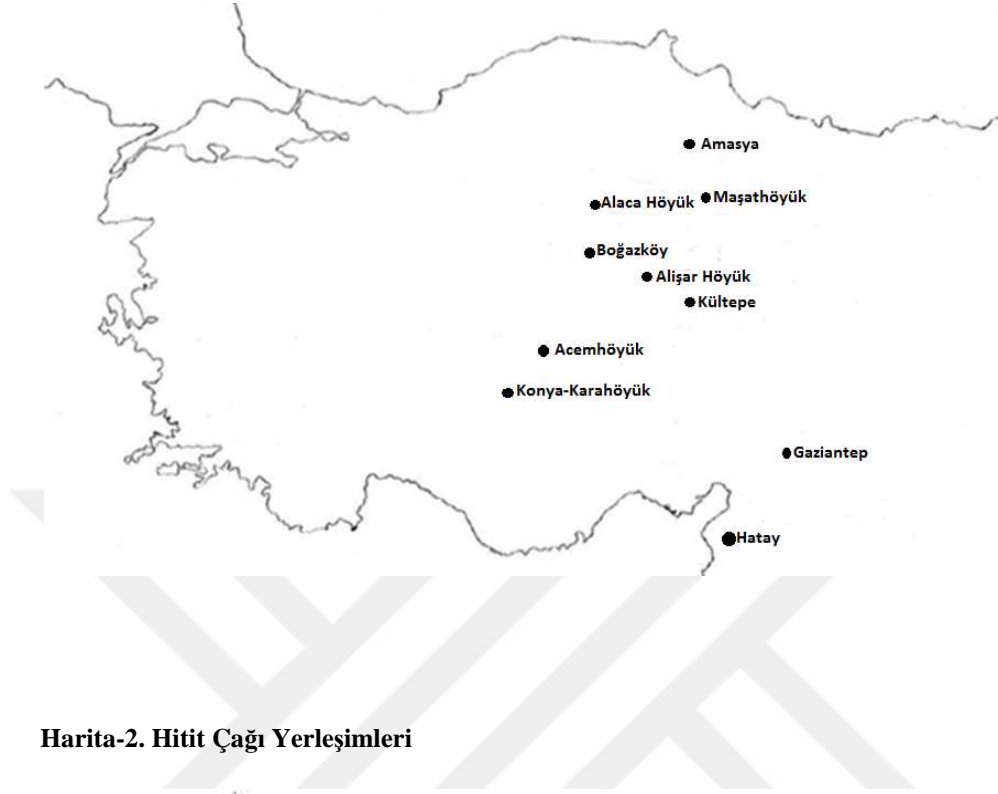 Amasya
Alaca Höyük
Maşathöyük
Boğazköy
Alişar Höyük
Kültepe
Acemhöyük
Konya-Karahöyük
Gaziantep
Hatay
Harita-2. Hitit Çağı Yerleşimleri